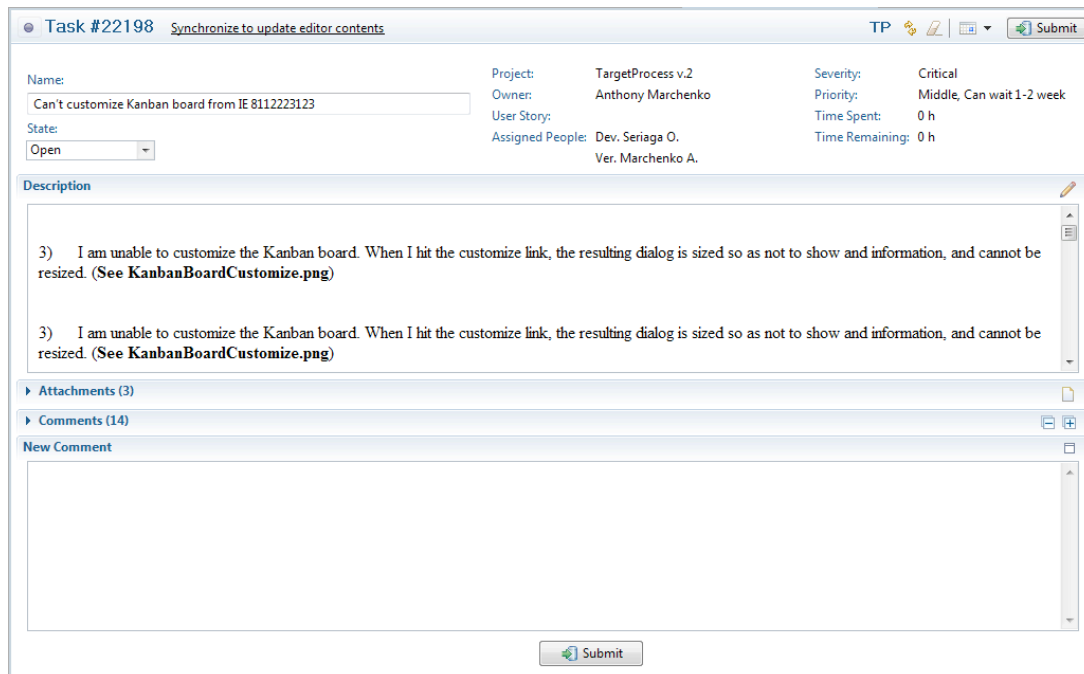 Task #22198 Synchronize to update editor contents TP Submit
Name:
Can't customize Kanban board from IE 8112223123
State:
Open
Project: TargetProcess v.2
Owner: Anthony Marchenko
User Story:
Assigned People: Dev. Seriaga O.
Ver. Marchenko A.
Severity: Critical
Priority: Middle, Can wait 1-2 week
Time Spent: 0 h
Time Remaining: 0 h
Description
3) I am unable to customize the Kanban board. When I hit the customize link, the resulting dialog is sized so as not to show and information, and cannot be
resized. (See KanbanBoardCustomize.png)
3) I am unable to customize the Kanban board. When I hit the customize link, the resulting dialog is sized so as not to show and information, and cannot be
resized. (See KanbanBoardCustomize.png)
Attachments (3)
Comments (14)
New Comment
Submit